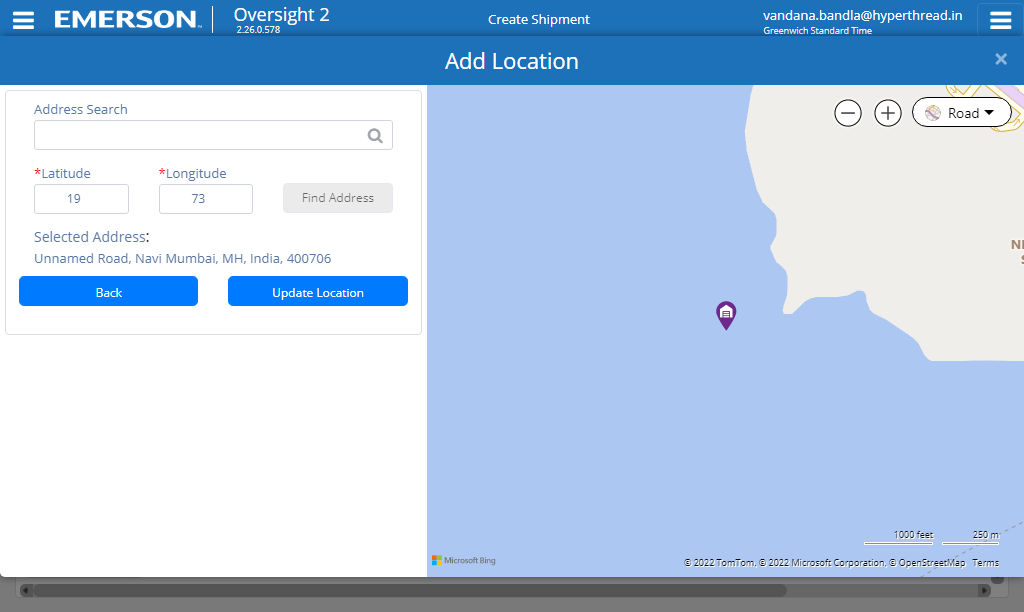 EMERSON
Oversight 2
2.26.0.578
Create Shipment
vandana.bandla@hyperthread.in
Greenwich Standard Time
Add Location
×
Address Search
*Latitude
*Longitude
19
73
Find Address
Selected Address:
Unnamed Road, Navi Mumbai, MH, India, 400706
Back
Update Location
Road
1000 feet
250 m
Microsoft Bing
© 2022 TomTom, © 2022 Microsoft Corporation, © OpenStreetMap Terms